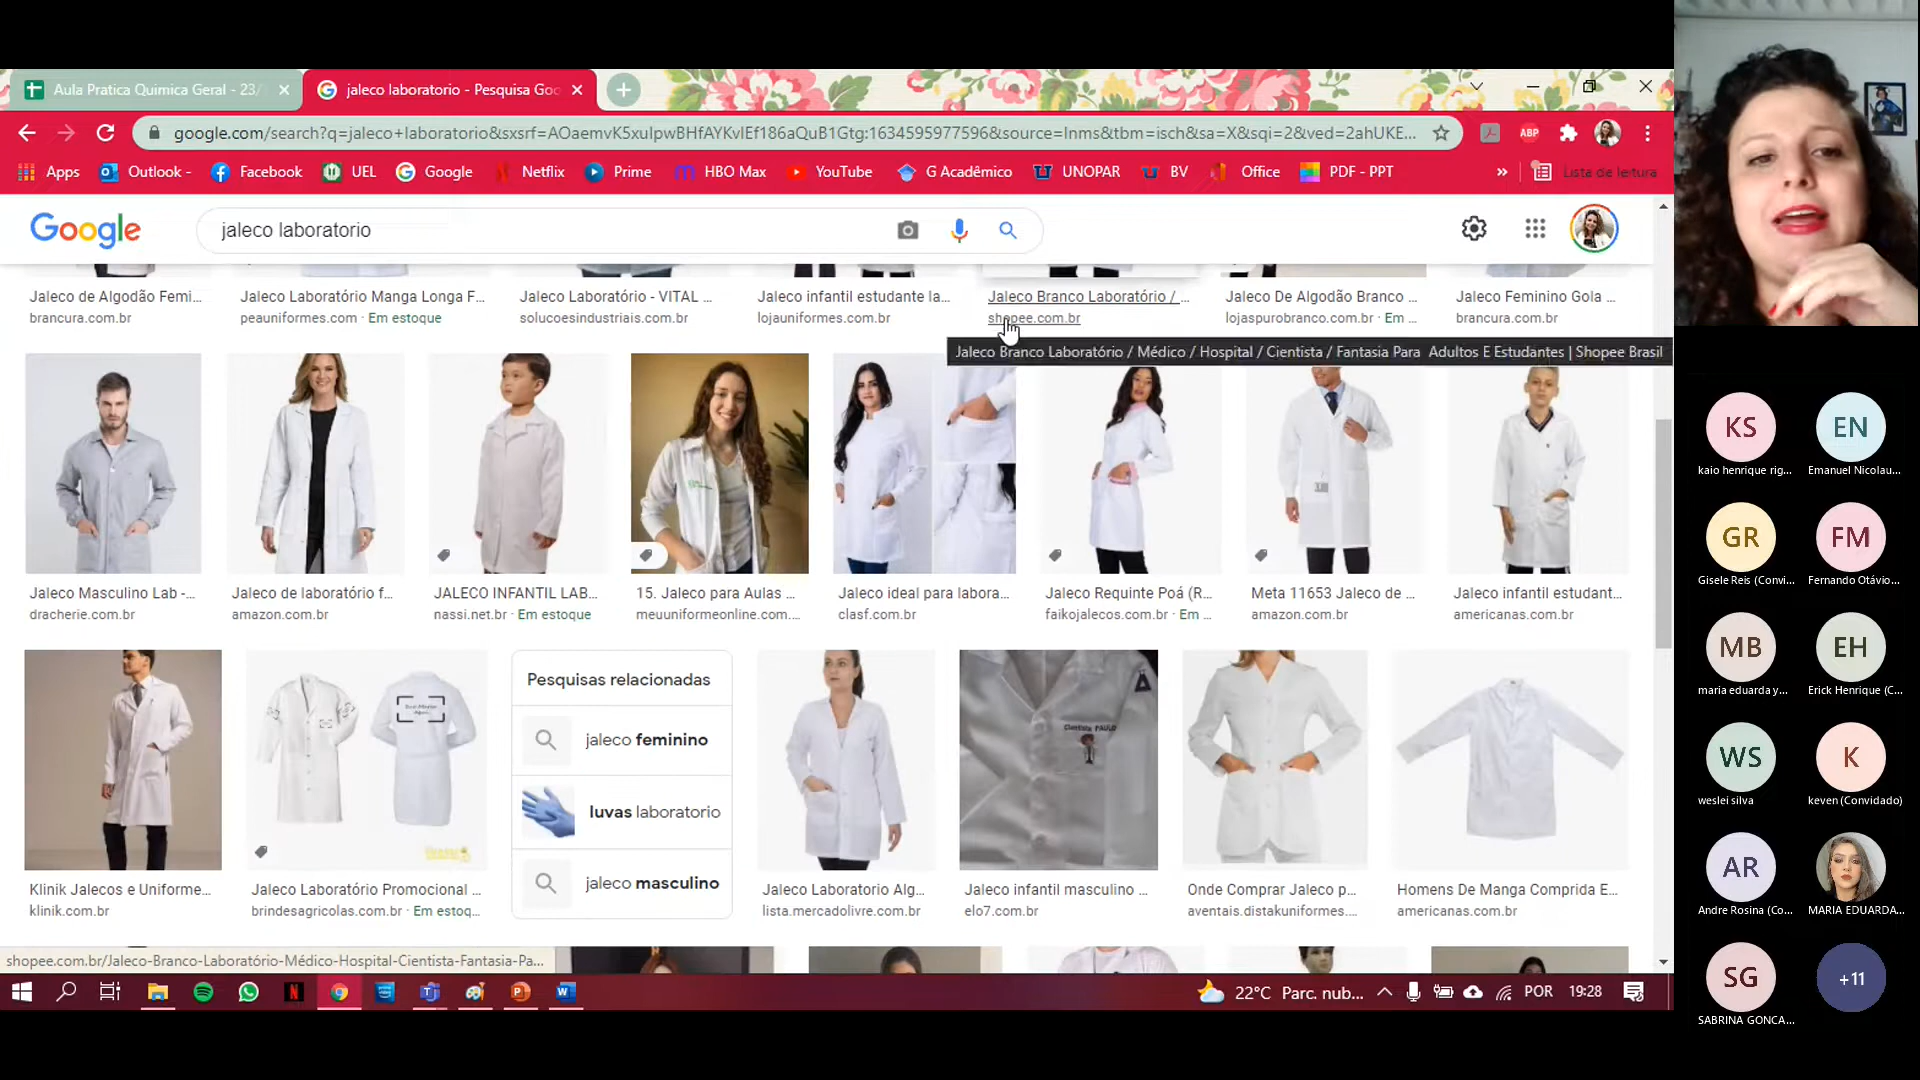 Aula Pratica Quimica Geral - 23/
jaleco laboratorio - Pesquisa Goo
google.com/search?q=jaleco+laboratorio&sxsrf=AOaemvK5xuIpwBHfAYKvIEf186aQuB1Gtg:1634595977596&source=lnms&tbm=isch&sa=X&sqi=2&ved=2ahUKE...
ABP
Apps
Outlook -
Facebook
UEL
Google
Netflix
Prime
HBO Max
YouTube
G Acadêmico
UNOPAR
BV
Office
PDF - PPT
»
Lista de leitura
Google
jaleco laboratorio
Jaleco de Algodão Femi...
brancura.com.br
Jaleco Laboratório Manga Longa F...
peauniformes.com · Em estoque
Jaleco Laboratório - VITAL ...
solucoesindustriais.com.br
Jaleco infantil estudante la...
lojauniformes.com.br
Jaleco Branco Laboratório / ...
shopee.com.br
Jaleco De Algodão Branco ...
lojaspurobranco.com.br · Em ...
Jaleco Feminino Gola ...
brancura.com.br
Jaleco Branco Laboratório / Médico / Hospital / Cientista / Fantasia Para Adultos E Estudantes | Shopee Brasil
Jaleco Masculino Lab -...
dracherie.com.br
Jaleco de laboratório f...
amazon.com.br
JALECO INFANTIL LAB...
nassi.net.br · Em estoque
15. Jaleco para Aulas ...
meuuniformeonline.com....
Jaleco ideal para labora...
clasf.com.br
Jaleco Requinte Poá (R...
faikojalecos.com.br · Em ...
Meta 11653 Jaleco de ...
amazon.com.br
Jaleco infantil estudant...
americanas.com.br
Pesquisas relacionadas
jaleco feminino
luvas laboratorio
jaleco masculino
Cientista PAULO
Klinik Jalecos e Uniforme...
klinik.com.br
Jaleco Laboratório Promocional ...
brindesagricolas.com.br · Em estoq...
Jaleco Laboratorio Alg...
lista.mercadolivre.com.br
Jaleco infantil masculino ...
elo7.com.br
Onde Comprar Jaleco p...
aventais.distakuniformes....
Homens De Manga Comprida E...
americanas.com.br
shopee.com.br/Jaleco-Branco-Laboratório-Médico-Hospital-Cientista-Fantasia-Pa...
22°C Parc. nub...
POR
19:28
KS
kaio henrique rig...
EN
Emanuel Nicolau...
GR
Gisele Reis (Convi...
FM
Fernando Otávio...
MB
maria eduarda y...
EH
Erick Henrique (C...
WS
weslei silva
K
keven (Convidado)
AR
Andre Rosina (Co...
MARIA EDUARDA...
SG
SABRINA GONCA...
+11